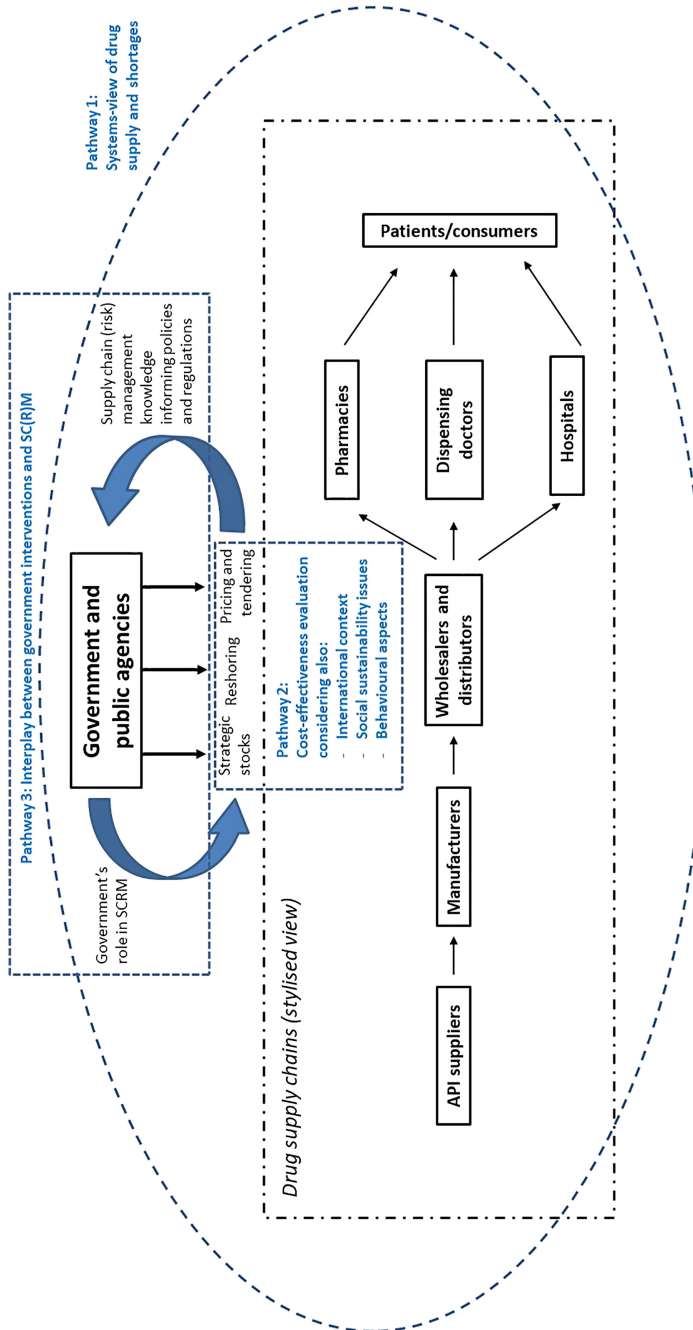 Pathway 1:
Systems-view of drug
supply and shortages
Pathway 3: Interplay between government interventions and SC(R)M
Government's
role in SCRM
Government and
public agencies
Supply chain (risk)
management
knowledge
informing policies
and regulations
Strategic
stocks
Reshoring
Pricing and
tendering
Pathway 2:
Cost-effectiveness evaluation
considering also:
- International context
- Social sustainability issues
- Behavioural aspects
Drug supply chains (stylised view)
API suppliers
Manufacturers
Wholesalers and
distributors
Pharmacies
Dispensing
doctors
Hospitals
Patients/consumers